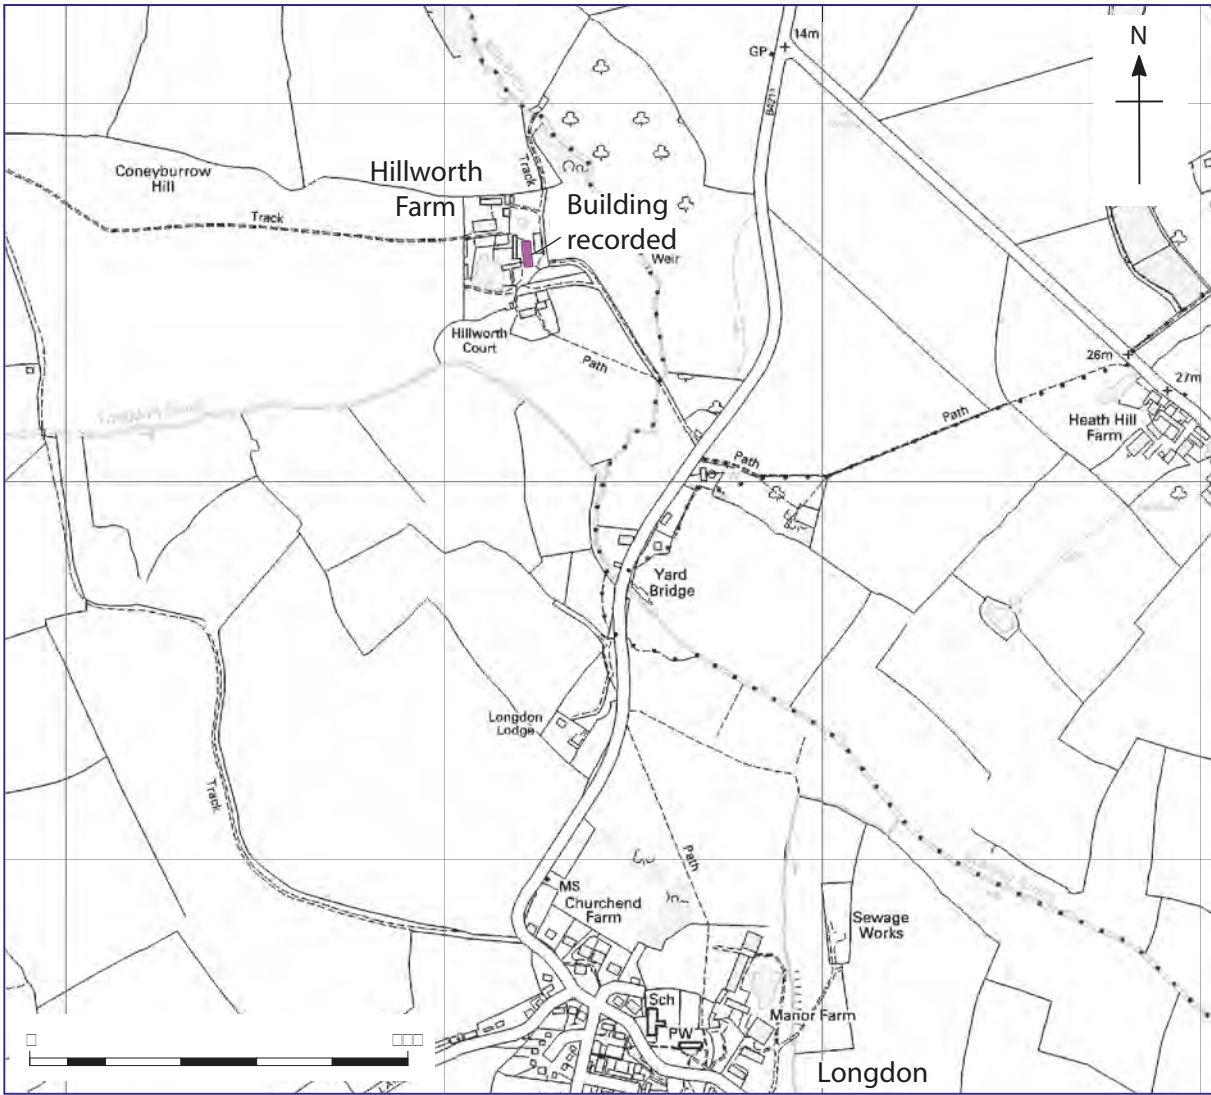 14m
GP
N
B4211
Coneyburrow
Hill
Hillworth
Farm
Track
Track
Building
recorded
Weir
Hillworth
Court
Path
26m
27m
Path
Heath Hill
Farm
Path
Yard
Bridge
Longdon
Lodge
Track
Path
MS
Churchend
Farm
Sewage
Works
Sch
Manor Farm
PW
Longdon